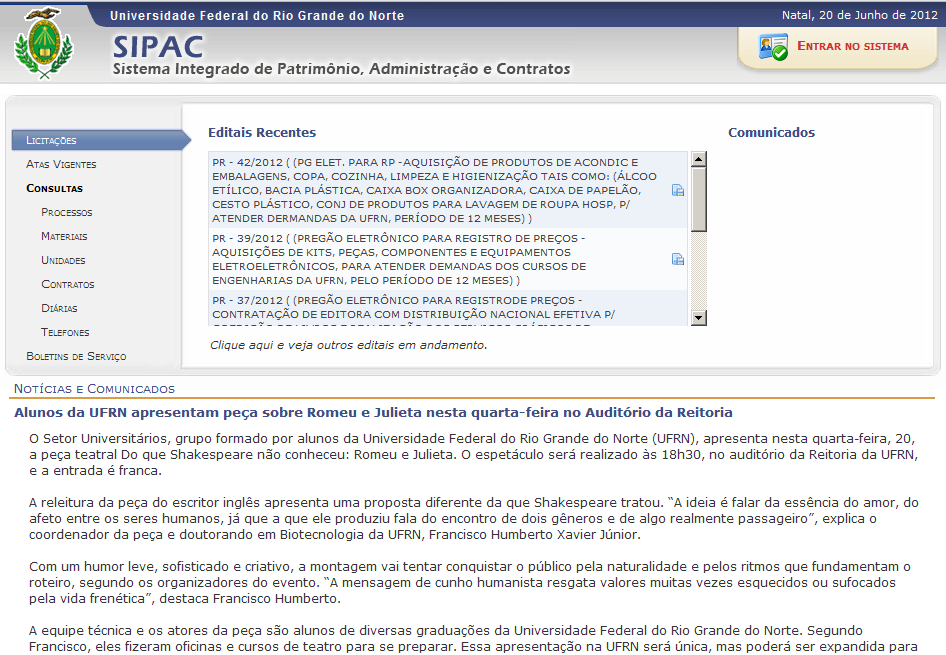 Universidade Federal do Rio Grande do Norte
Natal, 20 de Junho de 2012
SIPAC
Sistema Integrado de Patrimônio, Administração e Contratos
Entrar no sistema
Licitações
Atas Vigentes
Consultas
Processos
Materiais
Unidades
Contratos
Diárias
Telefones
Boletins de Serviço
Editais Recentes
PR - 42/2012 ( (PG ELET. PARA RP -AQUISIÇÃO DE PRODUTOS DE ACONDIC E
EMBALAGENS, COPA, COZINHA, LIMPEZA E HIGIENIZAÇÃO TAIS COMO: (ÁLCOO
ETÍLICO, BACIA PLÁSTICA, CAIXA BOX ORGANIZADORA, CAIXA DE PAPELÃO,
CESTO PLÁSTICO, CONJ DE PRODUTOS PARA LAVAGEM DE ROUPA HOSP, P/
ATENDER DERMANDAS DA UFRN, PERÍODO DE 12 MESES) )
PR - 39/2012 ( (PREGÃO ELETRÔNICO PARA REGISTRO DE PREÇOS -
AQUISIÇÕES DE KITS, PEÇAS, COMPONENTES E EQUIPAMENTOS
ELETROELETRÔNICOS, PARA ATENDER DEMANDAS DOS CURSOS DE
ENGENHARIAS DA UFRN, PELO PERÍODO DE 12 MESES) )
PR - 37/2012 ( (PREGÃO ELETRÔNICO PARA REGISTRODE PREÇOS -
CONTRATAÇÃO DE EDITORA COM DISTRIBUIÇÃO NACIONAL EFETIVA P/
Clique aqui e veja outros editais em andamento.
Comunicados
Notícias e Comunicados
Alunos da UFRN apresentam peça sobre Romeu e Julieta nesta quarta-feira no Auditório da Reitoria
O Setor Universitários, grupo formado por alunos da Universidade Federal do Rio Grande do Norte (UFRN), apresenta nesta quarta-feira, 20,
a peça teatral Do que Shakespeare não conheceu: Romeu e Julieta. O espetáculo será realizado às 18h30, no auditório da Reitoria da UFRN,
e a entrada é franca.
A releitura da peça do escritor inglês apresenta uma proposta diferente da que Shakespeare tratou. “A ideia é falar da essência do amor, do
afeto entre os seres humanos, já que a que ele produziu fala do encontro de dois gêneros e de algo realmente passageiro”, explica o
coordenador da peça e doutorando em Biotecnologia da UFRN, Francisco Humberto Xavier Júnior.
Com um humor leve, sofisticado e criativo, a montagem vai tentar conquistar o público pela naturalidade e pelos ritmos que fundamentam o
roteiro, segundo os organizadores do evento. “A mensagem de cunho humanista resgata valores muitas vezes esquecidos ou sufocados
pela vida frenética”, destaca Francisco Humberto.
A equipe técnica e os atores da peça são alunos de diversas graduações da Universidade Federal do Rio Grande do Norte. Segundo
Francisco, eles fizeram oficinas e cursos de teatro para se preparar. Essa apresentação na UFRN será única, mas poderá ser expandida para